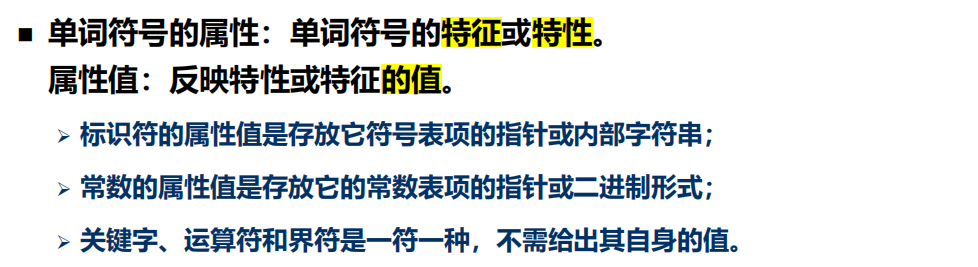 ■ 单词符号的属性：单词符号的特征或特性。
属性值：反映特性或特征的值。
➢ 标识符的属性值是存放它符号表项的指针或内部字符串；
➢ 常数的属性值是存放它的常数表项的指针或二进制形式；
➢ 关键字、运算符和界符是一符一种，不需给出其自身的值。